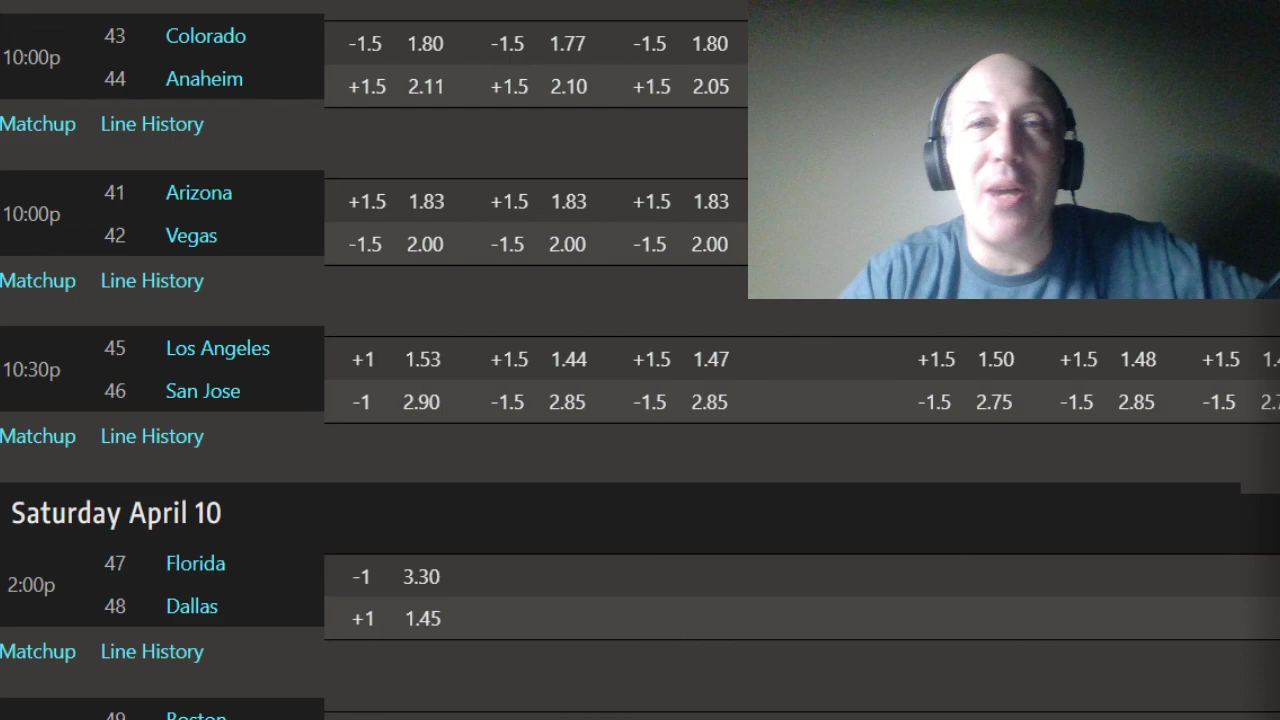 10:00p 43 Colorado -1.5 1.80 -1.5 1.77 -1.5 1.80
44 Anaheim +1.5 2.11 +1.5 2.10 +1.5 2.05
Matchup Line History
10:00p 41 Arizona +1.5 1.83 +1.5 1.83 +1.5 1.83
42 Vegas -1.5 2.00 -1.5 2.00 -1.5 2.00
Matchup Line History
10:30p 45 Los Angeles +1 1.53 +1.5 1.44 +1.5 1.47 +1.5 1.50 +1.5 1.48 +1.5
46 San Jose -1 2.90 -1.5 2.85 -1.5 2.85 -1.5 2.75 -1.5 2.85 -1.5
Matchup Line History
Saturday April 10
2:00p 47 Florida -1 3.30
48 Dallas +1 1.45
Matchup Line History
49 Boston